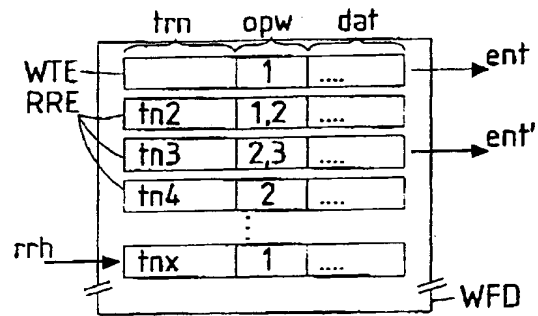 trn opw dat
WTE 1 .... ent
RRE tn2 1,2 ....
tn3 2,3 .... ent'
tn4 2 ....
rrh tnx 1 ....
WFD